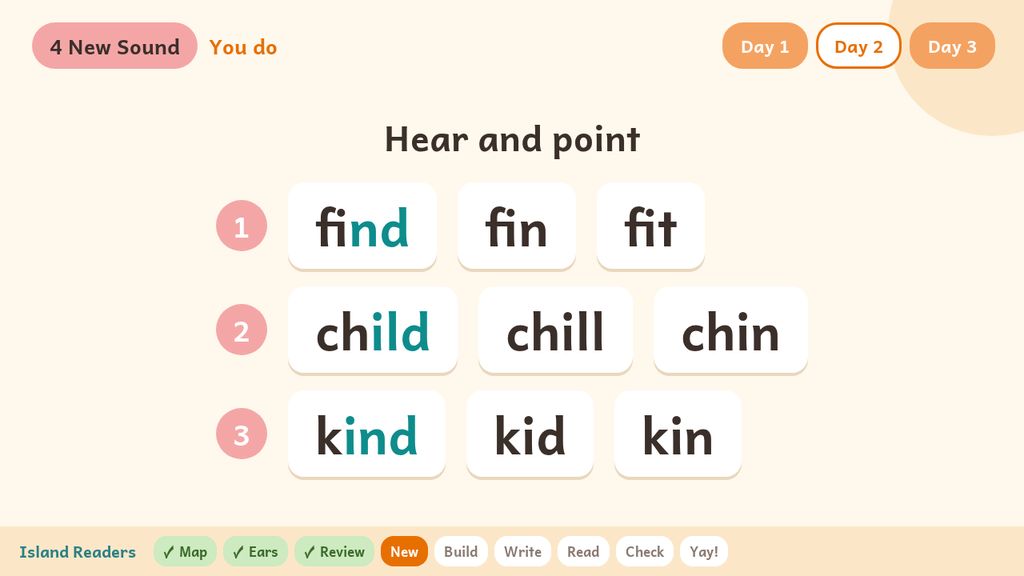 4 New Sound You do Day 1 Day 2 Day 3
Hear and point
1 find fin fit
2 child chill chin
3 kind kid kin
Island Readers ✓ Map ✓ Ears ✓ Review New Build Write Read Check Yay!